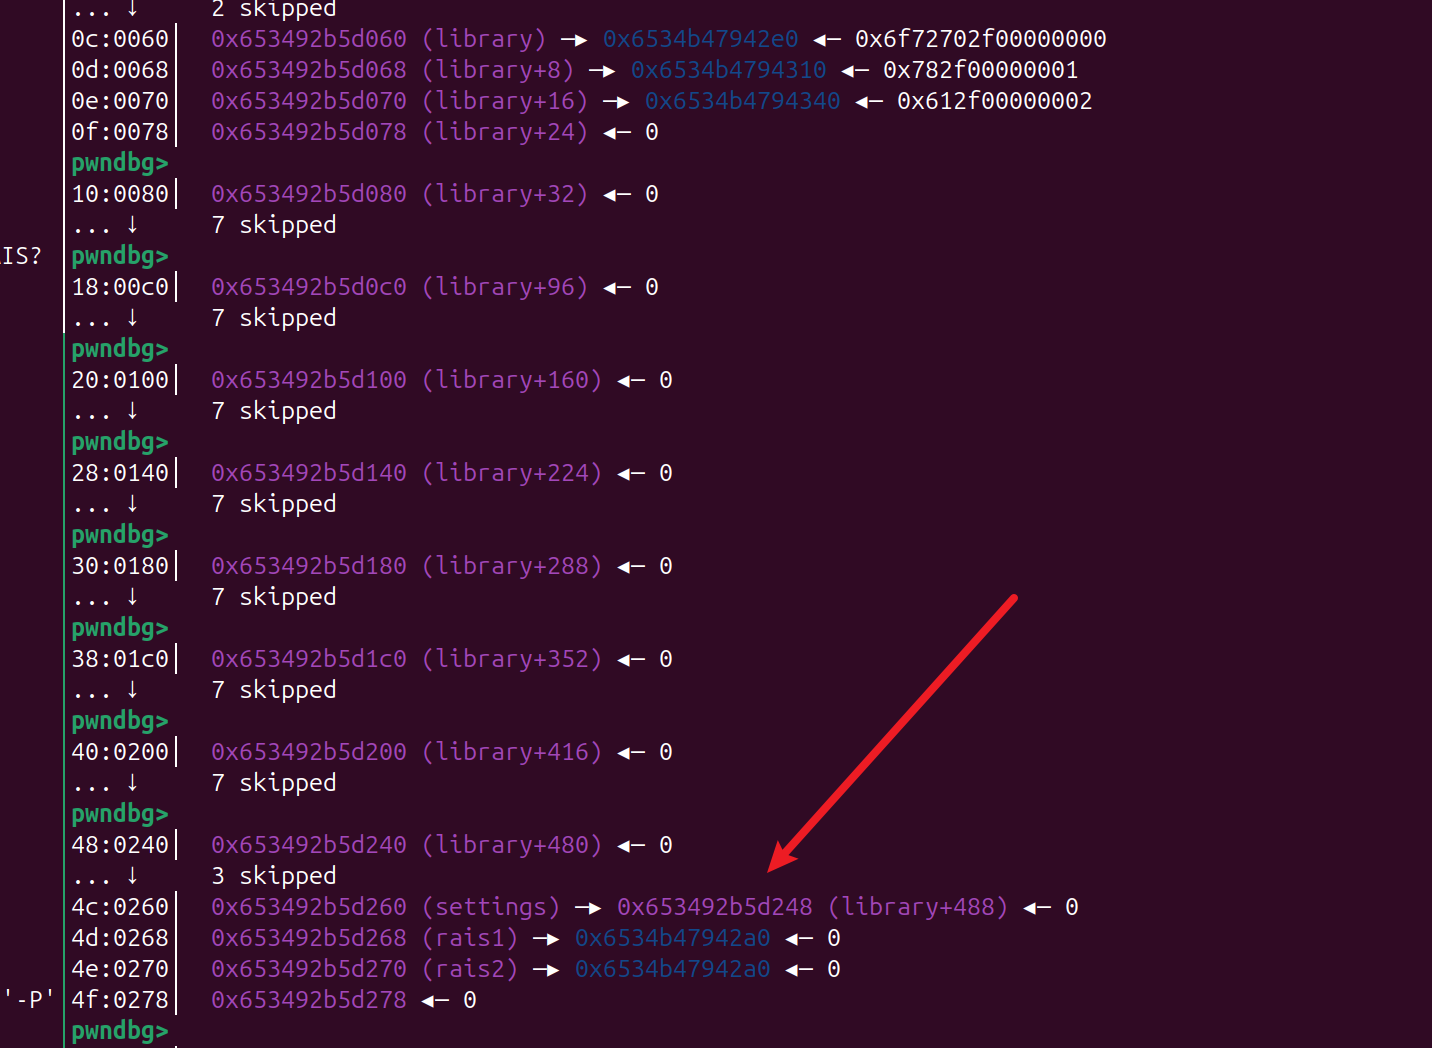 ... ↓     2 skipped
0c:0060│  0x653492b5d060 (library) —▸ 0x6534b47942e0 ◂— 0x6f72702f00000000
0d:0068│  0x653492b5d068 (library+8) —▸ 0x6534b4794310 ◂— 0x782f00000001
0e:0070│  0x653492b5d070 (library+16) —▸ 0x6534b4794340 ◂— 0x612f00000002
0f:0078│  0x653492b5d078 (library+24) ◂— 0
pwndbg>
10:0080│  0x653492b5d080 (library+32) ◂— 0
... ↓     7 skipped
IS? pwndbg>
18:00c0│  0x653492b5d0c0 (library+96) ◂— 0
... ↓     7 skipped
pwndbg>
20:0100│  0x653492b5d100 (library+160) ◂— 0
... ↓     7 skipped
pwndbg>
28:0140│  0x653492b5d140 (library+224) ◂— 0
... ↓     7 skipped
pwndbg>
30:0180│  0x653492b5d180 (library+288) ◂— 0
... ↓     7 skipped
pwndbg>
38:01c0│  0x653492b5d1c0 (library+352) ◂— 0
... ↓     7 skipped
pwndbg>
40:0200│  0x653492b5d200 (library+416) ◂— 0
... ↓     7 skipped
pwndbg>
48:0240│  0x653492b5d240 (library+480) ◂— 0
... ↓     3 skipped
4c:0260│  0x653492b5d260 (settings) —▸ 0x653492b5d248 (library+488) ◂— 0
4d:0268│  0x653492b5d268 (rais1) —▸ 0x6534b47942a0 ◂— 0
4e:0270│  0x653492b5d270 (rais2) —▸ 0x6534b47942a0 ◂— 0
'-P' 4f:0278│  0x653492b5d278 ◂— 0
pwndbg>